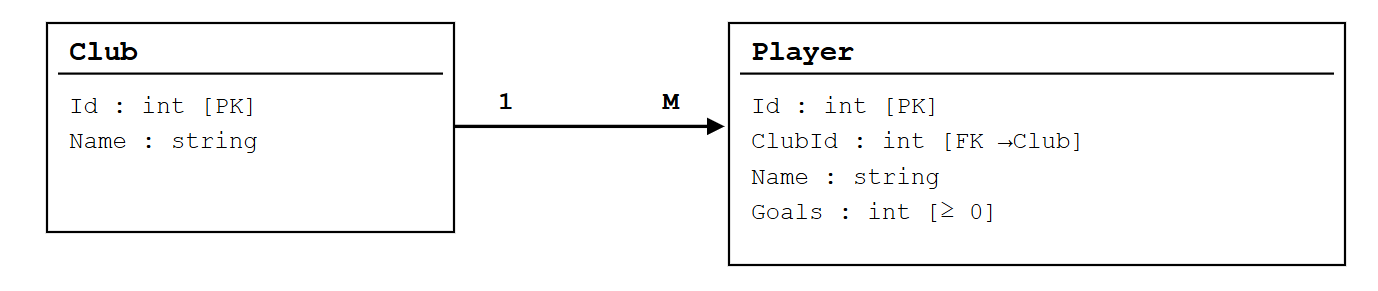 Club
Id : int [PK]
Name : string
1
M
Player
Id : int [PK]
ClubId : int [FK →Club]
Name : string
Goals : int [≥ 0]